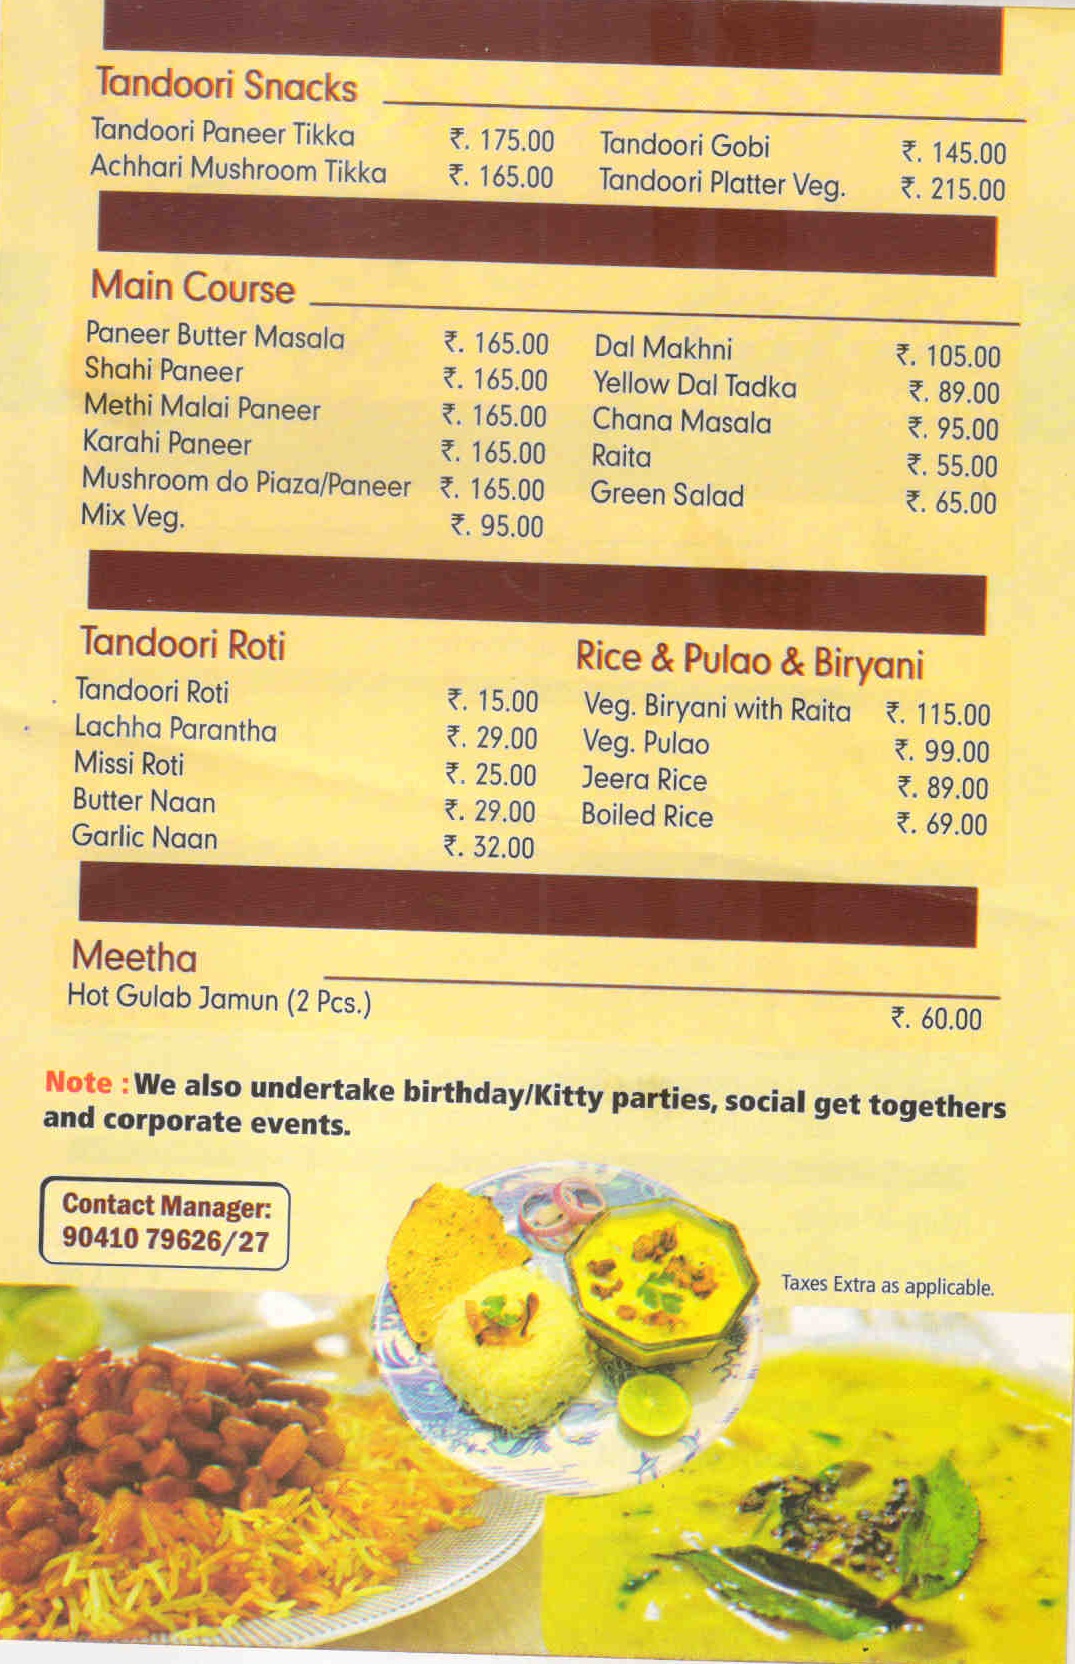 Tandoori Snacks
Tandoori Paneer Tikka ₹. 175.00 Tandoori Gobi ₹. 145.00
Achhari Mushroom Tikka ₹. 165.00 Tandoori Platter Veg. ₹. 215.00
Main Course
Paneer Butter Masala ₹. 165.00 Dal Makhni ₹. 105.00
Shahi Paneer ₹. 165.00 Yellow Dal Tadka ₹. 89.00
Methi Malai Paneer ₹. 165.00 Chana Masala ₹. 95.00
Karahi Paneer ₹. 165.00 Raita ₹. 55.00
Mushroom do Piaza/Paneer ₹. 165.00 Green Salad ₹. 65.00
Mix Veg. ₹. 95.00
Tandoori Roti
Tandoori Roti ₹. 15.00
Lachha Parantha ₹. 29.00
Missi Roti ₹. 25.00
Butter Naan ₹. 29.00
Garlic Naan ₹. 32.00
Rice & Pulao & Biryani
Veg. Biryani with Raita ₹. 115.00
Veg. Pulao ₹. 99.00
Jeera Rice ₹. 89.00
Boiled Rice ₹. 69.00
Meetha
Hot Gulab Jamun (2 Pcs.) ₹. 60.00
Note : We also undertake birthday/Kitty parties, social get togethers
and corporate events.
Contact Manager:
90410 79626/27
Taxes Extra as applicable.